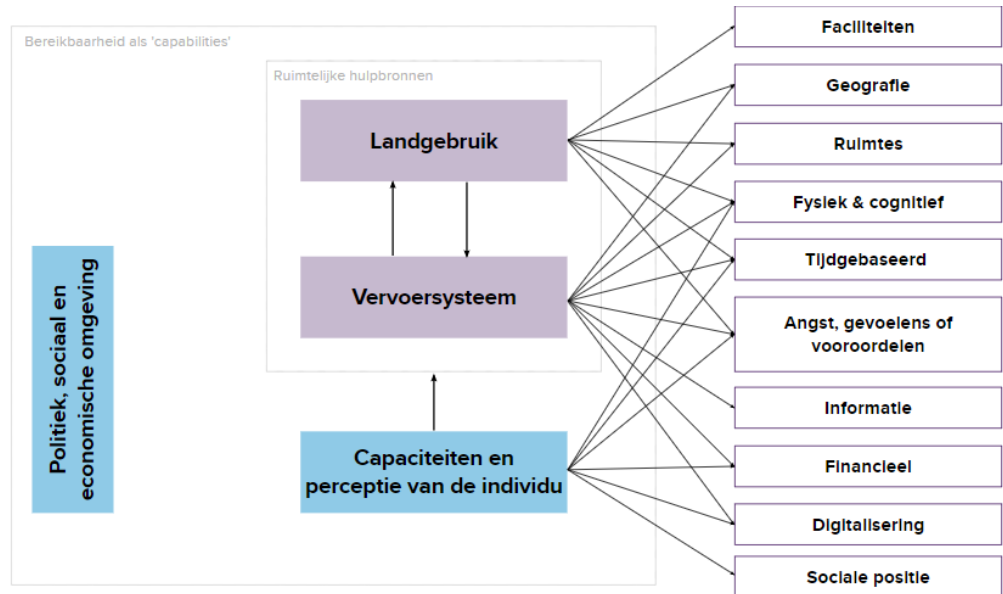 Bereikbaarheid als 'capabilities'
Ruimtelijke hulpbronnen
Landgebruik
Vervoersysteem
Capaciteiten en
perceptie van de individu
Politiek, sociaal en
economische omgeving
Faciliteiten
Geografie
Ruimtes
Fysiek & cognitief
Tijdgebaseerd
Angst, gevoelens of
vooroordelen
Informatie
Financieel
Digitalisering
Sociale positie